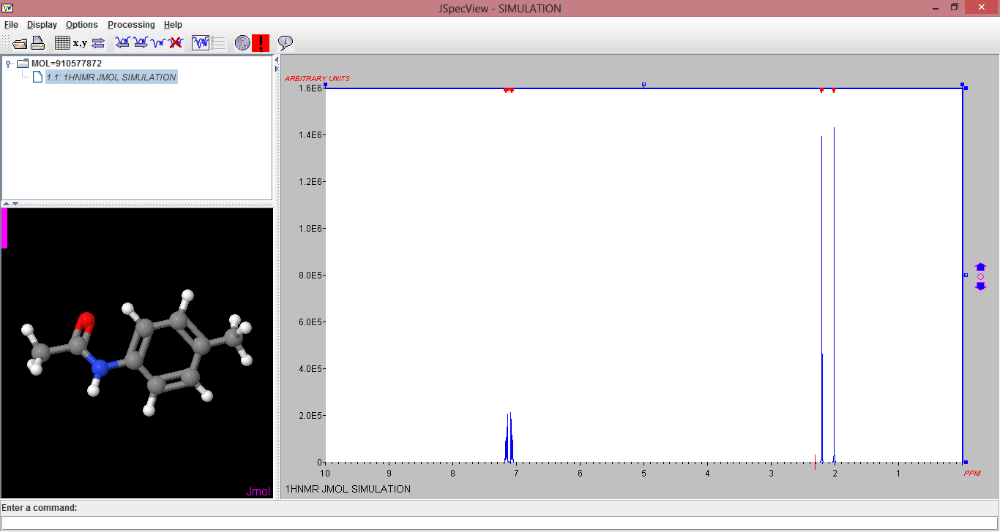 JSpecView - SIMULATION
File Display Options Processing Help
x,y
MOL=910577872
1.1: 1HNMR JMOL SIMULATION
ARBITRARY UNITS
1.6E6
1.4E6
1.2E6
1.0E6
8.0E5
6.0E5
4.0E5
2.0E5
0
10 9 8 7 6 5 4 3 2 1
PPM
1HNMR JMOL SIMULATION
Jmol
Enter a command: